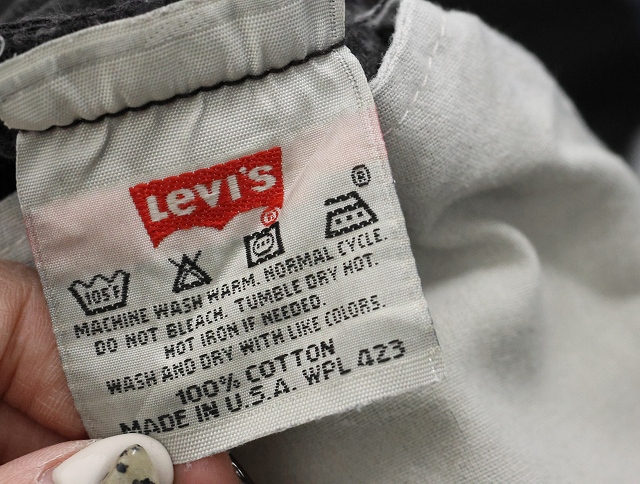 Levi's
®
®
105F
MACHINE WASH WARM. NORMAL CYCLE.
DO NOT BLEACH. TUMBLE DRY HOT.
HOT IRON IF NEEDED.
WASH AND DRY WITH LIKE COLORS.
100% COTTON
MADE IN U.S.A. WPL 423